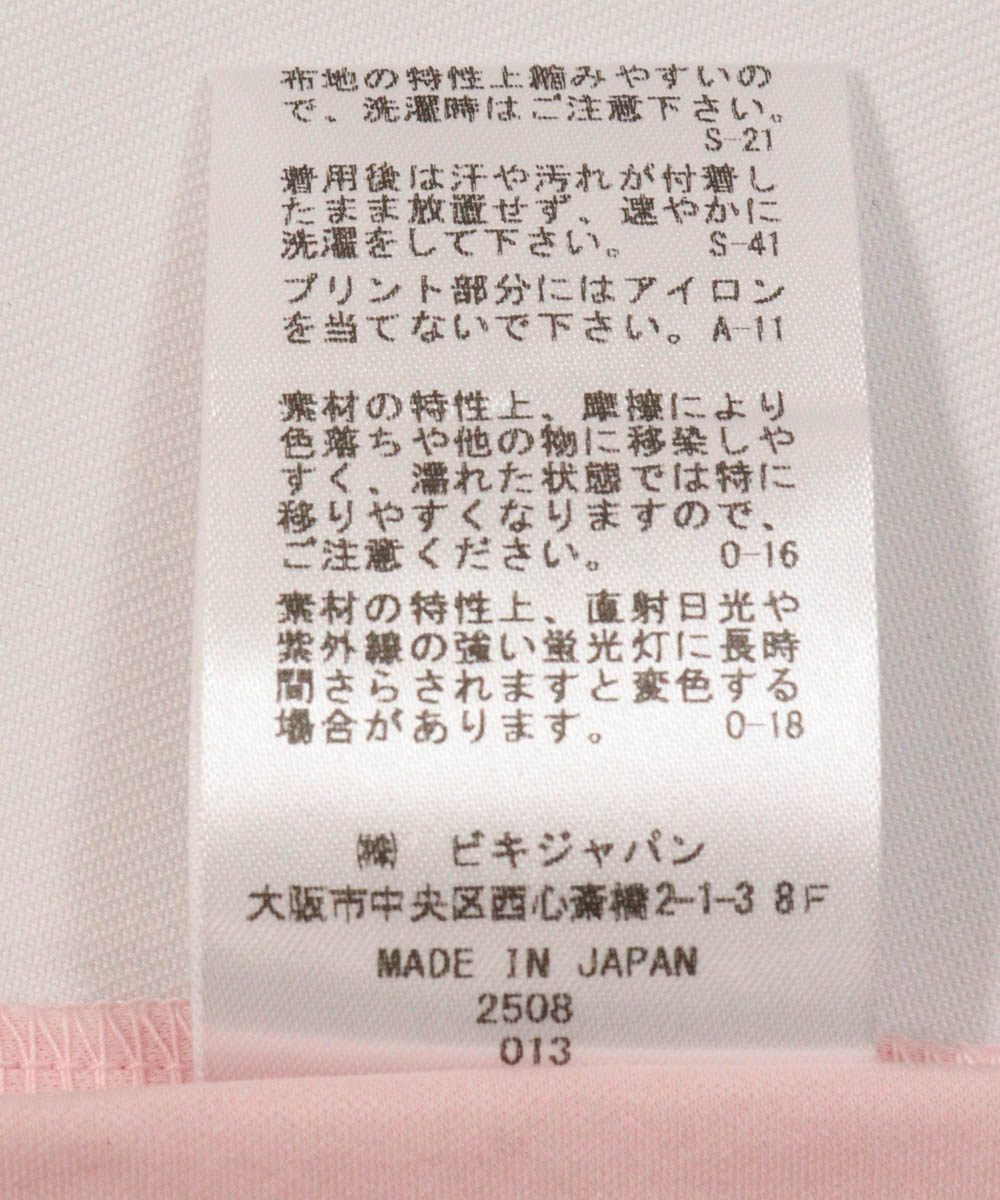 布地の特性上縮みやすいの
で、洗濯時はご注意下さい。
S-21
着用後は汗や汚れが付着し
たまま放置せず、速やかに
洗濯をして下さい。 S-41
プリント部分にはアイロン
を当てないで下さい。A-11
素材の特性上、摩擦により
色落ちや他の物に移染しや
すく、濡れた状態では特に
移りやすくなりますので、
ご注意ください。 O-16
素材の特性上、直射日光や
紫外線の強い蛍光灯に長時
間さらされますと変色する
場合があります。 O-18
㈱ ビキジャパン
大阪市中央区西心斎橋2-1-3 8F
MADE IN JAPAN
2508
013